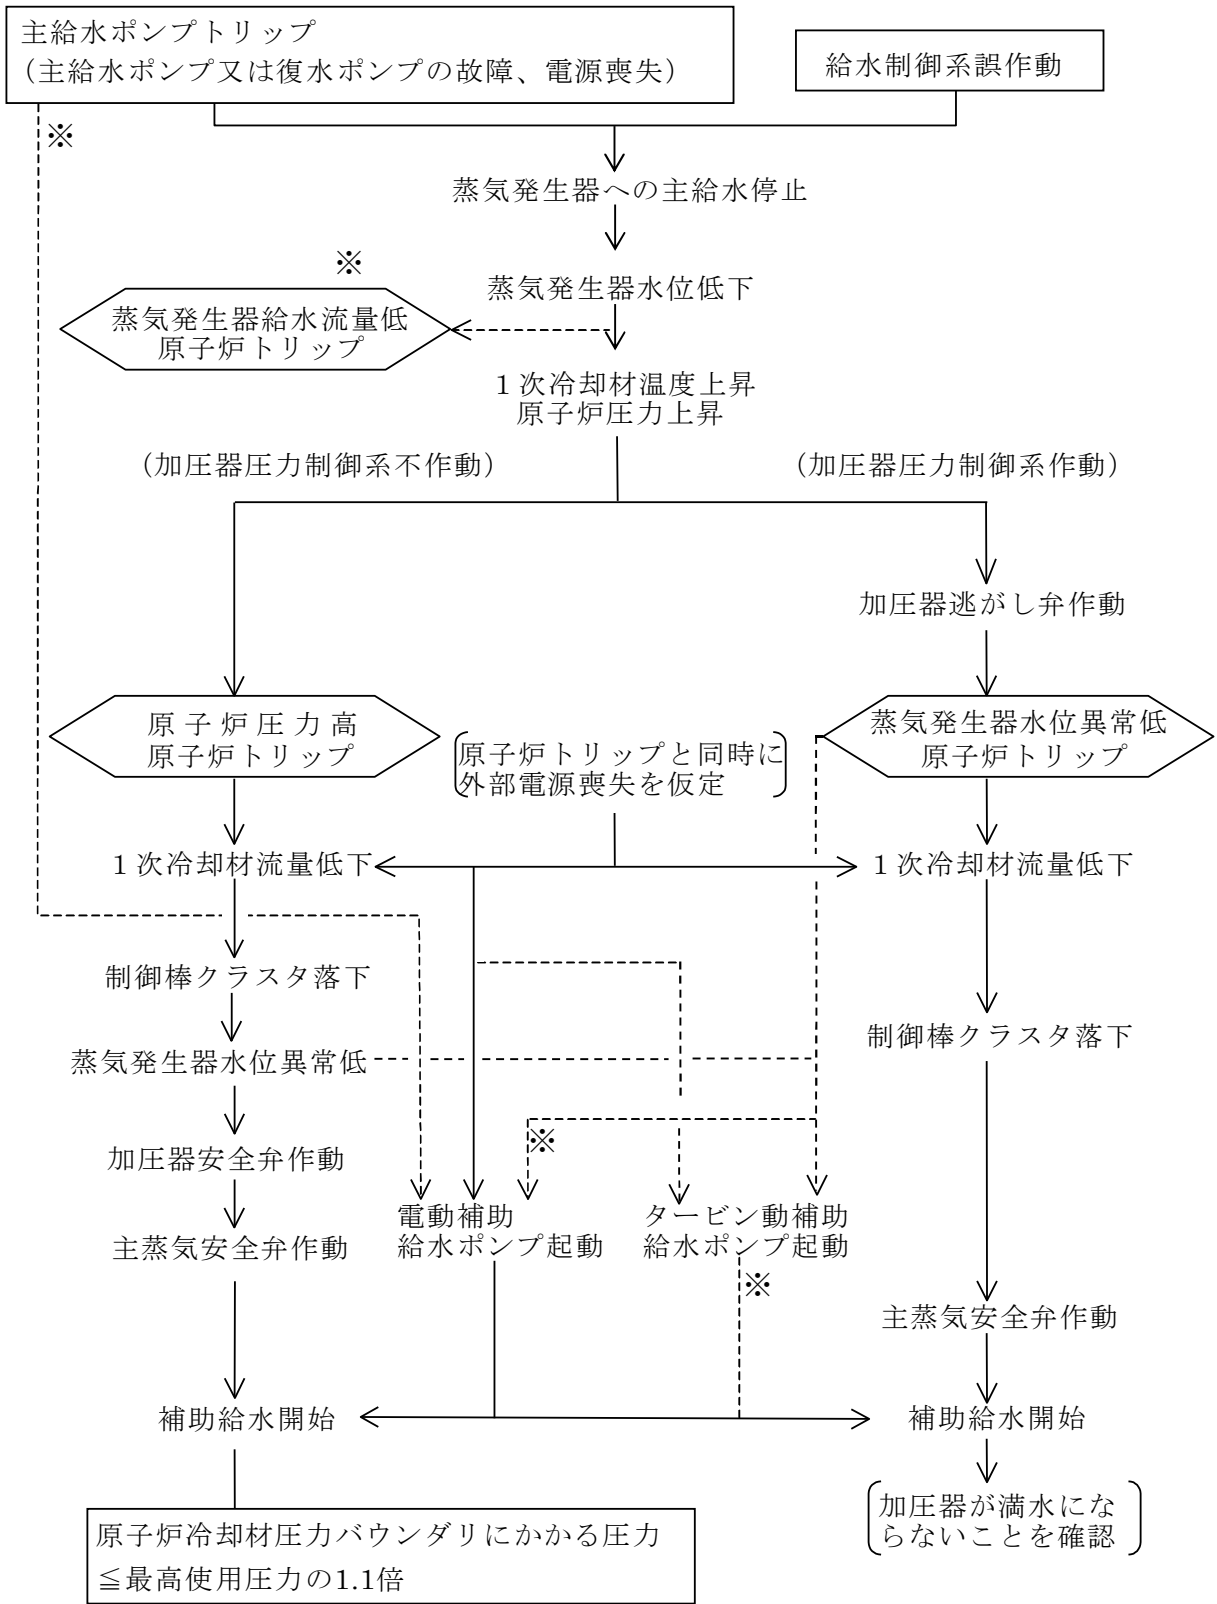 主給水ポンプトリップ
（主給水ポンプ又は復水ポンプの故障、電源喪失）
給水制御系誤作動
※
蒸気発生器への主給水停止
※
蒸気発生器水位低下
蒸気発生器給水流量低
原子炉トリップ
１次冷却材温度上昇
原子炉圧力上昇
（加圧器圧力制御系不作動）
（加圧器圧力制御系作動）
加圧器逃がし弁作動
原子炉圧力高
原子炉トリップ
原子炉トリップと同時に
外部電源喪失を仮定
蒸気発生器水位異常低
原子炉トリップ
１次冷却材流量低下
１次冷却材流量低下
制御棒クラスタ落下
制御棒クラスタ落下
蒸気発生器水位異常低
加圧器安全弁作動
※
主蒸気安全弁作動
電動補助
給水ポンプ起動
タービン動補助
給水ポンプ起動
※
主蒸気安全弁作動
補助給水開始
補助給水開始
加圧器が満水にな
らないことを確認
原子炉冷却材圧力バウンダリにかかる圧力
≦最高使用圧力の1.1倍